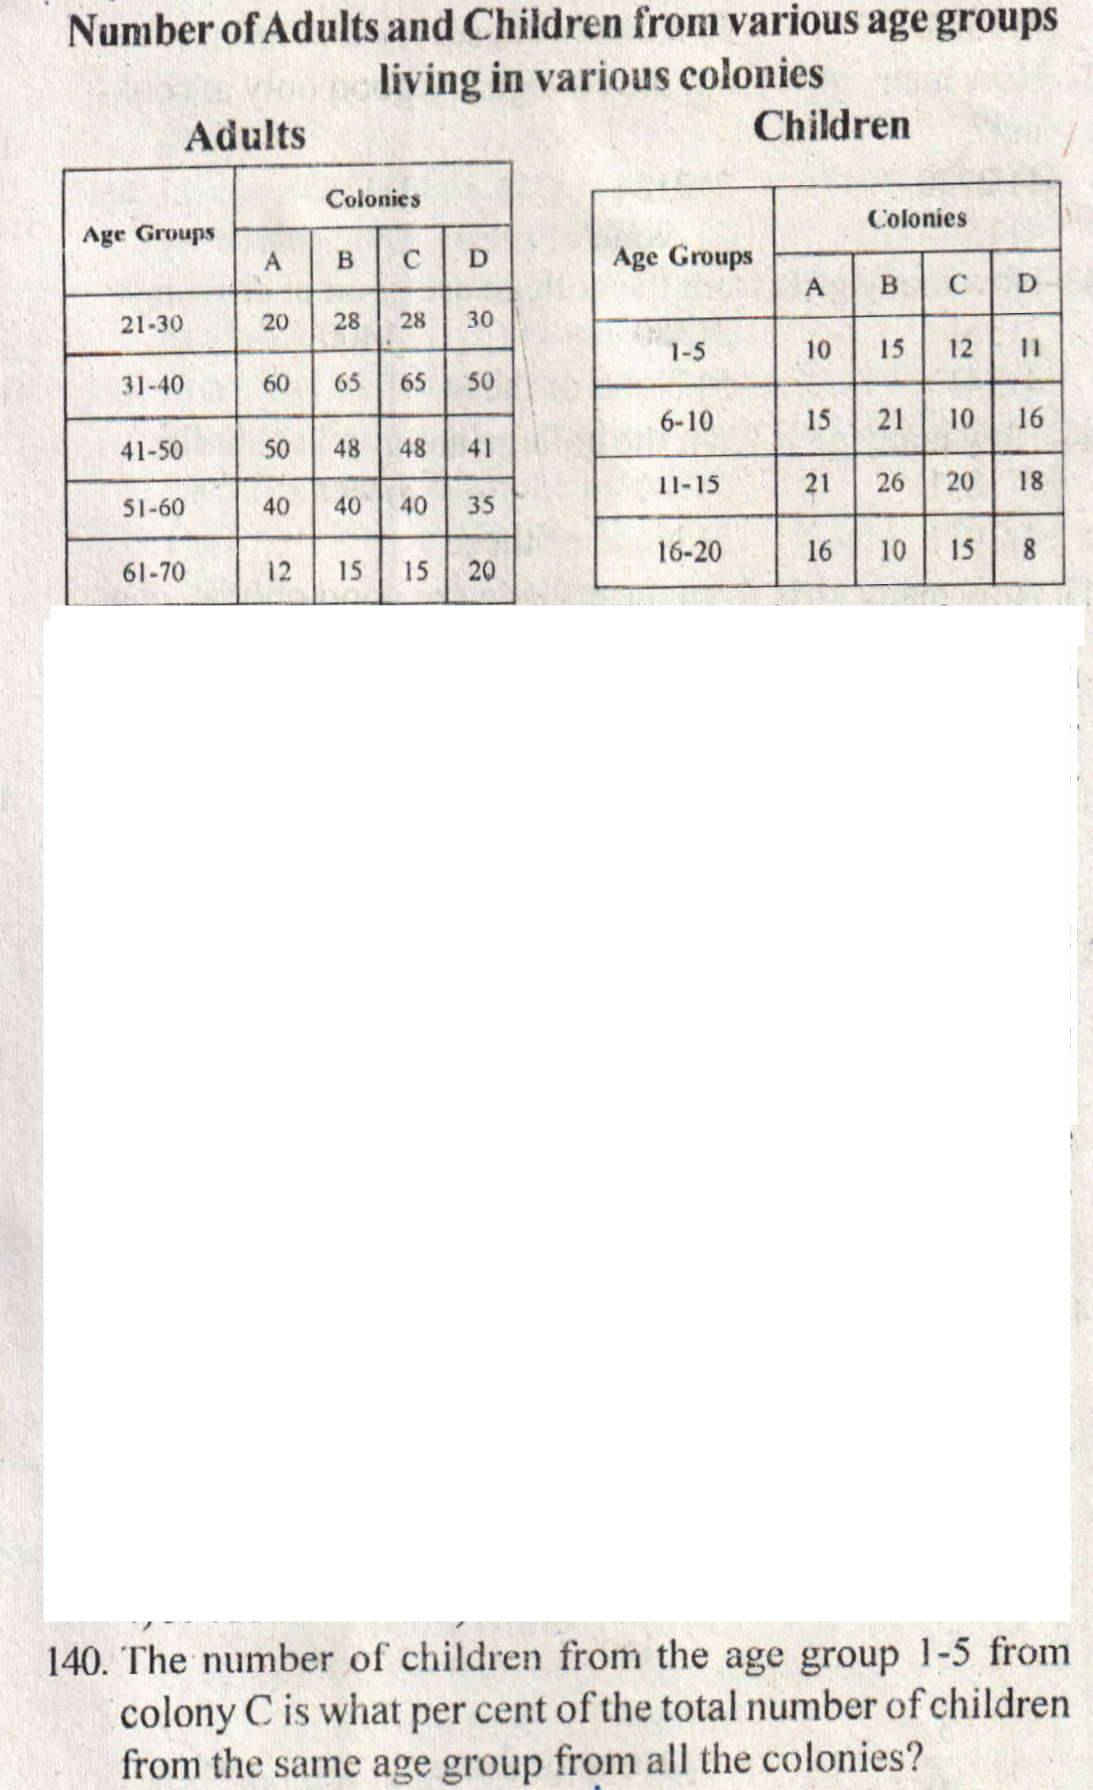 Number of Adults and Children from various age groups
living in various colonies
Adults
Age Groups Colonies
A B C D
21-30 20 28 28 30
31-40 60 65 65 50
41-50 50 48 48 41
51-60 40 40 40 35
61-70 12 15 15 20
Children
Age Groups Colonies
A B C D
1-5 10 15 12 11
6-10 15 21 10 16
11-15 21 26 20 18
16-20 16 10 15 8
140. The number of children from the age group 1-5 from
colony C is what per cent of the total number of children
from the same age group from all the colonies?